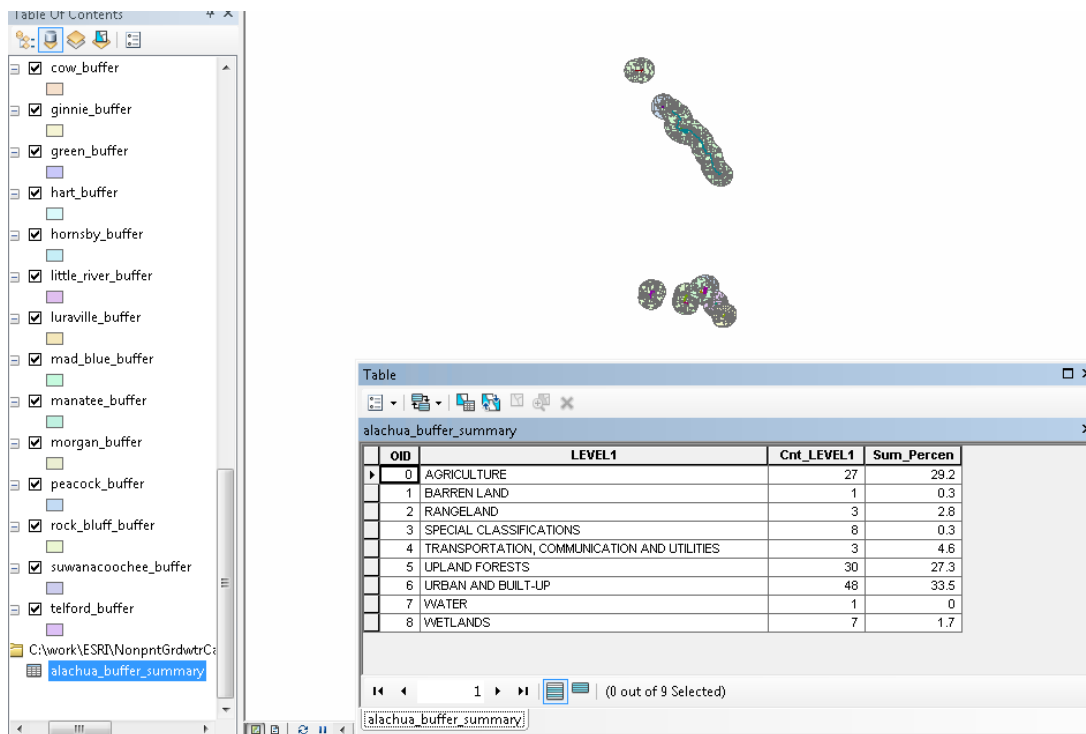 Table Of Contents
cow_buffer
ginnie_buffer
green_buffer
hart_buffer
hornsby_buffer
little_river_buffer
luraville_buffer
mad_blue_buffer
manatee_buffer
morgan_buffer
peacock_buffer
rock_bluff_buffer
suwanacoochee_buffer
telford_buffer
C:\work\ESRI\NonpntGrdwtrCa
alachua_buffer_summary
Table
alachua_buffer_summary
OID LEVEL1 Cnt_LEVEL1 Sum_Percen
0 AGRICULTURE 27 29.2
1 BARREN LAND 1 0.3
2 RANGELAND 3 2.8
3 SPECIAL CLASSIFICATIONS 8 0.3
4 TRANSPORTATION, COMMUNICATION AND UTILITIES 3 4.6
5 UPLAND FORESTS 30 27.3
6 URBAN AND BUILT-UP 48 33.5
7 WATER 1 0
8 WETLANDS 7 1.7
1 (0 out of 9 Selected)
alachua_buffer_summary